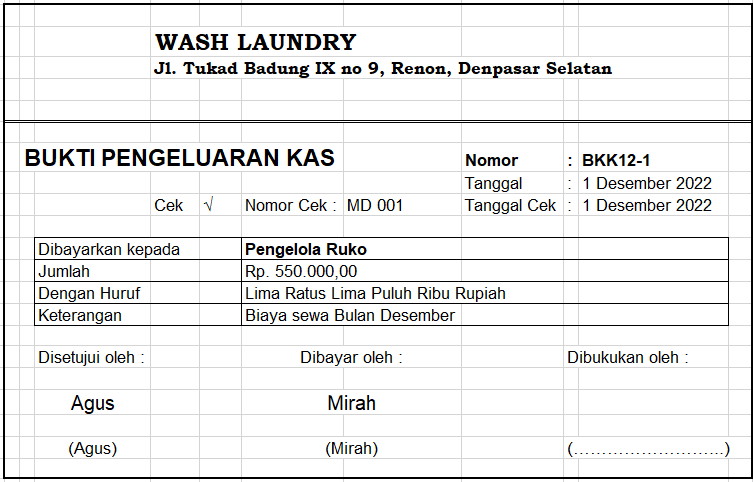 WASH LAUNDRY
Jl. Tukad Badung IX no 9, Renon, Denpasar Selatan
BUKTI PENGELUARAN KAS
Nomor : BKK12-1
Tanggal : 1 Desember 2022
Cek √ Nomor Cek : MD 001 Tanggal Cek : 1 Desember 2022
Dibayarkan kepada Pengelola Ruko
Jumlah Rp. 550.000,00
Dengan Huruf Lima Ratus Lima Puluh Ribu Rupiah
Keterangan Biaya sewa Bulan Desember
Disetujui oleh : Dibayar oleh : Dibukukan oleh :
Agus Mirah
(Agus) (Mirah) (……………………..)